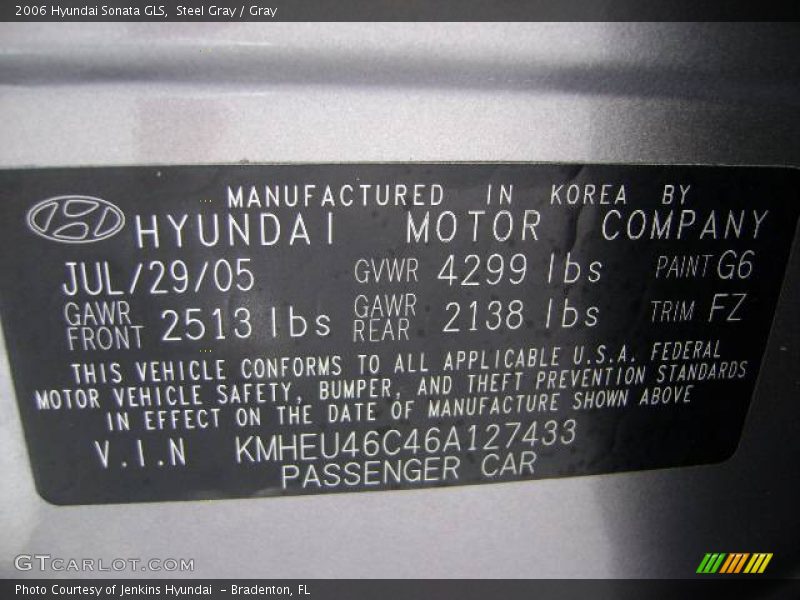 2006 Hyundai Sonata GLS,  Steel Gray / Gray
MANUFACTURED IN KOREA BY
HYUNDAI MOTOR COMPANY
JUL/29/05 GVWR 4299 lbs PAINT G6
GAWR FRONT 2513 lbs GAWR REAR 2138 lbs TRIM FZ
THIS VEHICLE CONFORMS TO ALL APPLICABLE U.S.A. FEDERAL
MOTOR VEHICLE SAFETY, BUMPER, AND THEFT PREVENTION STANDARDS
IN EFFECT ON THE DATE OF MANUFACTURE SHOWN ABOVE
V.I.N KMHEU46C46A127433
PASSENGER CAR
GTCARLOT.COM
Photo Courtesy of Jenkins Hyundai  - Bradenton, FL